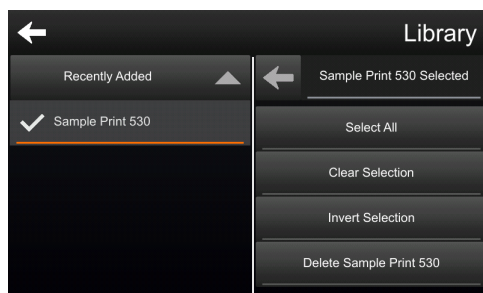 Library
Recently Added
Sample Print 530
Sample Print 530 Selected
Select All
Clear Selection
Invert Selection
Delete Sample Print 530